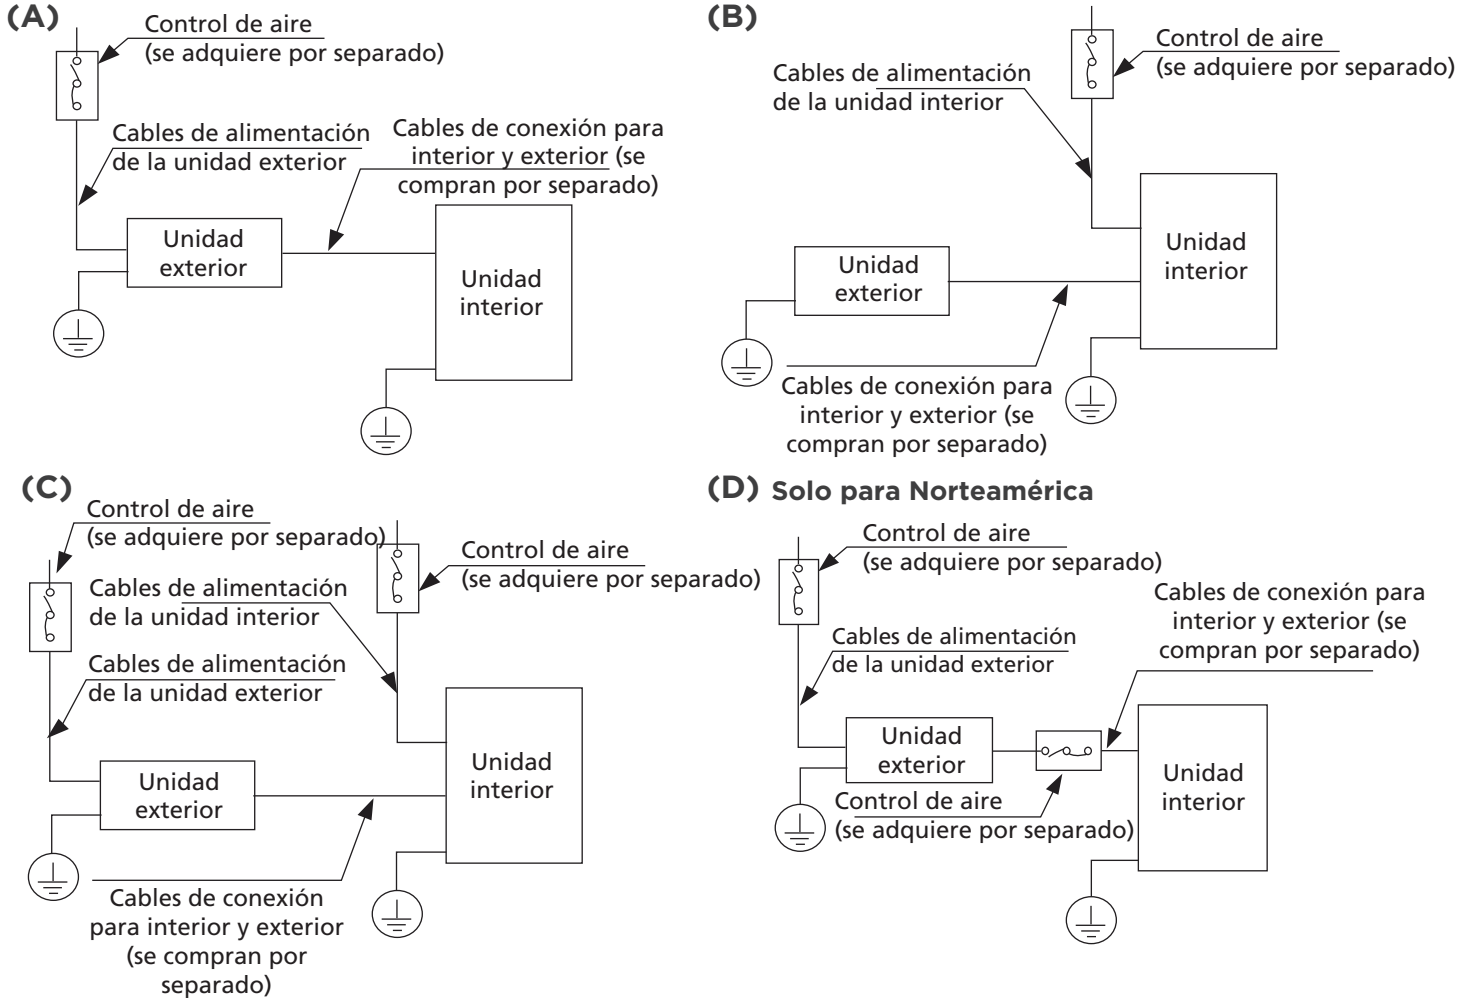 (A)
Control de aire
(se adquiere por separado)
Cables de alimentación
de la unidad exterior
Cables de conexión para
interior y exterior (se
compran por separado)
Unidad
exterior
Unidad
interior
(B)
Control de aire
(se adquiere por separado)
Cables de alimentación
de la unidad interior
Unidad
interior
Unidad
exterior
Cables de conexión para
interior y exterior (se
compran por separado)
(C)
Control de aire
(se adquiere por separado)
Control de aire
(se adquiere por separado)
Cables de alimentación
de la unidad interior
Cables de alimentación
de la unidad exterior
Unidad
exterior
Unidad
interior
Cables de conexión
para interior y exterior
(se compran por
separado)
(D) Solo para Norteamérica
Control de aire
(se adquiere por separado)
Cables de conexión para
interior y exterior (se
compran por separado)
Cables de alimentación
de la unidad exterior
Unidad
exterior
Unidad
interior
Control de aire
(se adquiere por separado)